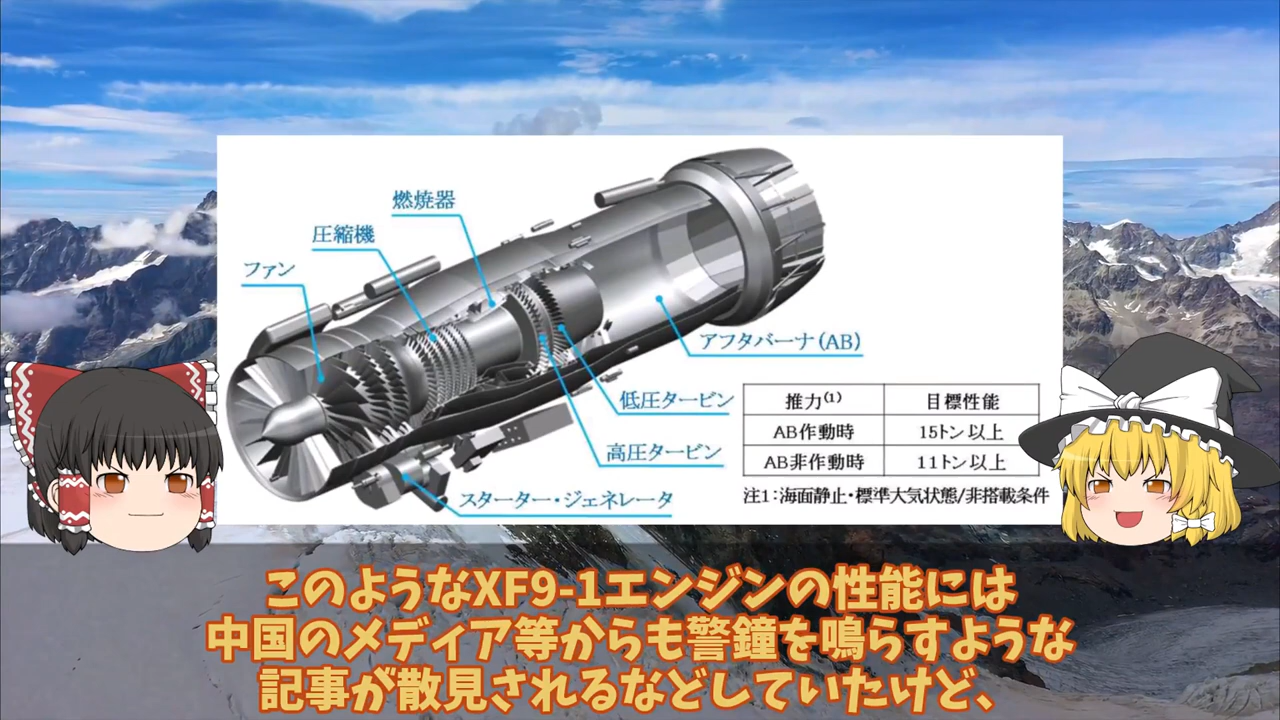 燃焼器
圧縮機
ファン
アフタバーナ(AB)
低圧タービン
高圧タービン
スターター・ジェネレータ
推力(1) 目標性能
AB作動時 15トン以上
AB非作動時 11トン以上
注1:海面静止・標準大気状態/非搭載条件
このようなXF9-1エンジンの性能には
中国のメディア等からも警鐘を鳴らすような
記事が散見されるなどしていたけど、